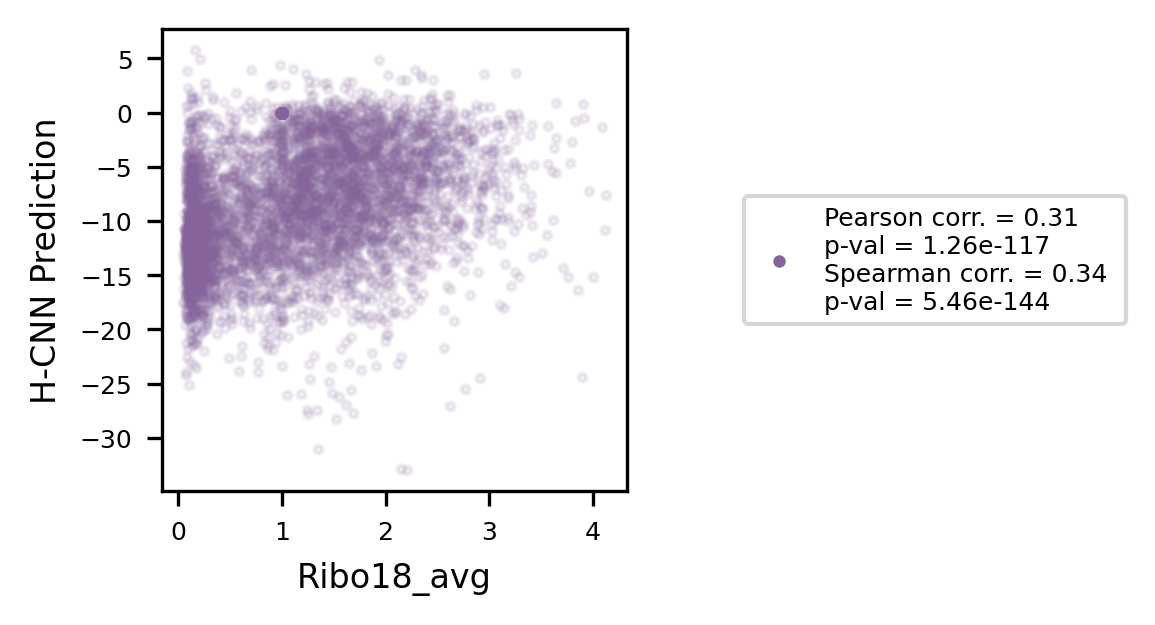 H-CNN Prediction
5
0
−5
−10
−15
−20
−25
−30
0
1
2
3
4
Ribo18_avg
Pearson corr. = 0.31
p-val = 1.26e-117
Spearman corr. = 0.34
p-val = 5.46e-144